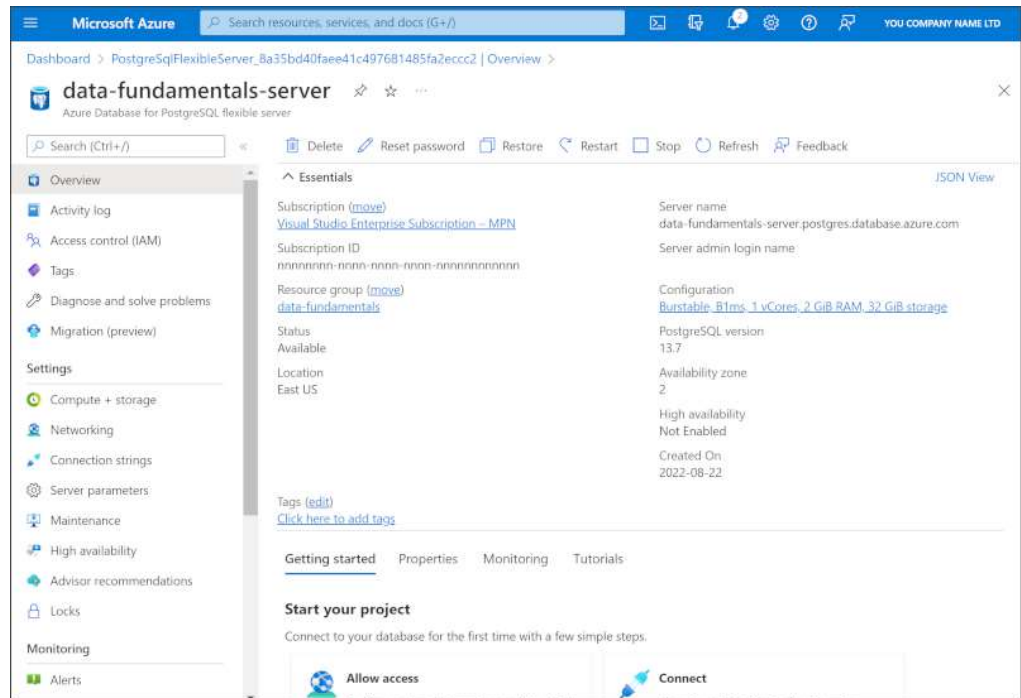 Microsoft Azure
Search resources, services, and docs (G+/)
2
YOU COMPANY NAME LTD
Dashboard > PostgreSqlFlexibleServer_8a35bd40faee41c497681485fa2eccc2 | Overview >
data-fundamentals-server
Azure Database for PostgreSQL flexible server
Search (Ctrl+/)
Delete
Reset password
Restore
Restart
Stop
Refresh
Feedback
Overview
Activity log
Access control (IAM)
Tags
Diagnose and solve problems
Migration (preview)
Settings
Compute + storage
Networking
Connection strings
Server parameters
Maintenance
High availability
Advisor recommendations
Locks
Monitoring
Alerts
Essentials
JSON View
Subscription (move)
Visual Studio Enterprise Subscription – MPN
Subscription ID
nnnnnnnn-nnnn-nnnn-nnnn-nnnnnnnnnnnn
Resource group (move)
data-fundamentals
Status
Available
Location
East US
Server name
data-fundamentals-server.postgres.database.azure.com
Server admin login name
Configuration
Burstable, B1ms, 1 vCores, 2 GiB RAM, 32 GiB storage
PostgreSQL version
13.7
Availability zone
2
High availability
Not Enabled
Created On
2022-08-22
Tags (edit)
Click here to add tags
Getting started
Properties
Monitoring
Tutorials
Start your project
Connect to your database for the first time with a few simple steps.
Allow access
Connect